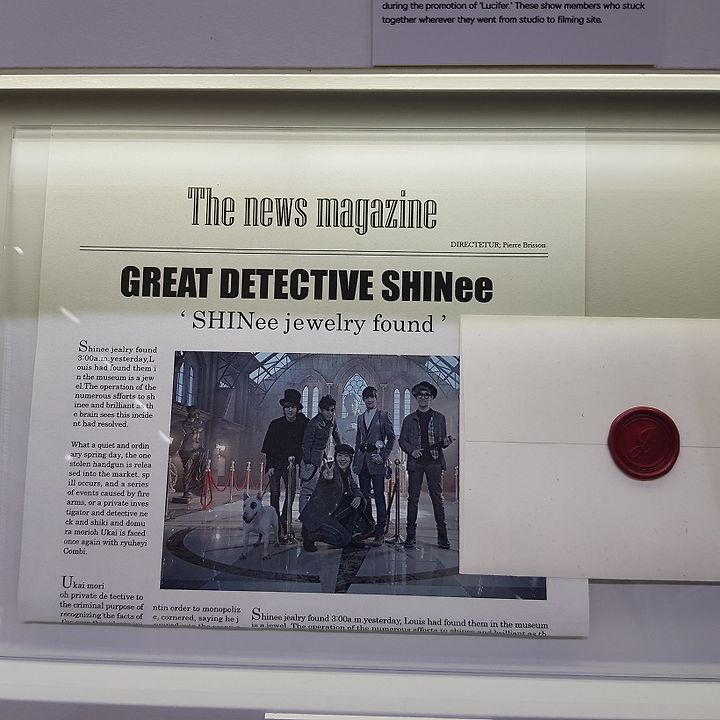 during the promotion of 'Lucifer.' These show members who stuck
together wherever they went from studio to filming site.
The news magazine
DIRECTETUR; Pierre Brisson
GREAT DETECTIVE SHINee
' SHINee jewelry found '
Shinee jealry found
3:00a.m.yesterday,L
ouis had found them i
n the museum is a jew
el.The operation of the
numerous sfforts to sh
inee and brilliant as th
e brain sees this incide
nt had resolved.
What a quiet and ordin
ary spring day, the one
stolen handgun is relea
sed into the market. sp
ill occurs, and a series
of events caused by fire
arms, or a private inves
tigator and detective ne
ck and shiki and domu
ra morioh Ukai is faced
once again with ryuheyi
Combi.
Ukai mori
oh private de tective to
the criminal purpose of
recognizing the facts of
ntin order to monopoliz
e, cornered, saying he j
Shinee jealry found 3:00a.m.yesterday, Louis had found them in the museum
is a jewel. The operation of the numerous sfforts to shinee and brilliant as th